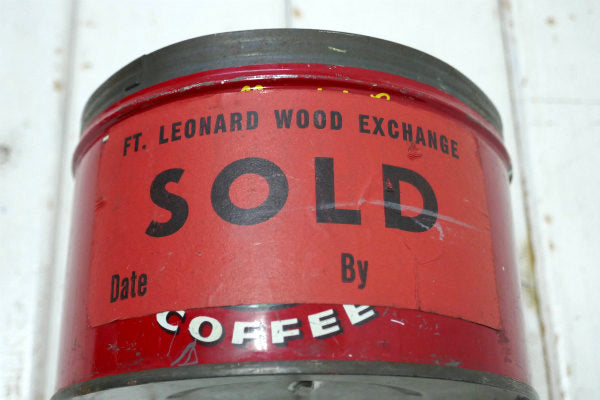 FT. LEONARD WOOD EXCHANGE
SOLD
Date By
COFFEE